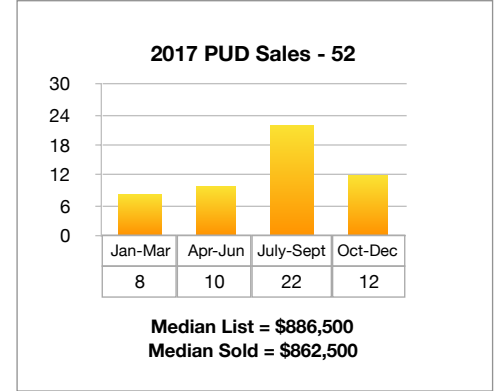 2017 PUD Sales - 52
30
24
18
12
6
0
Jan-Mar Apr-Jun July-Sept Oct-Dec
8 10 22 12
Median List = $886,500
Median Sold = $862,500